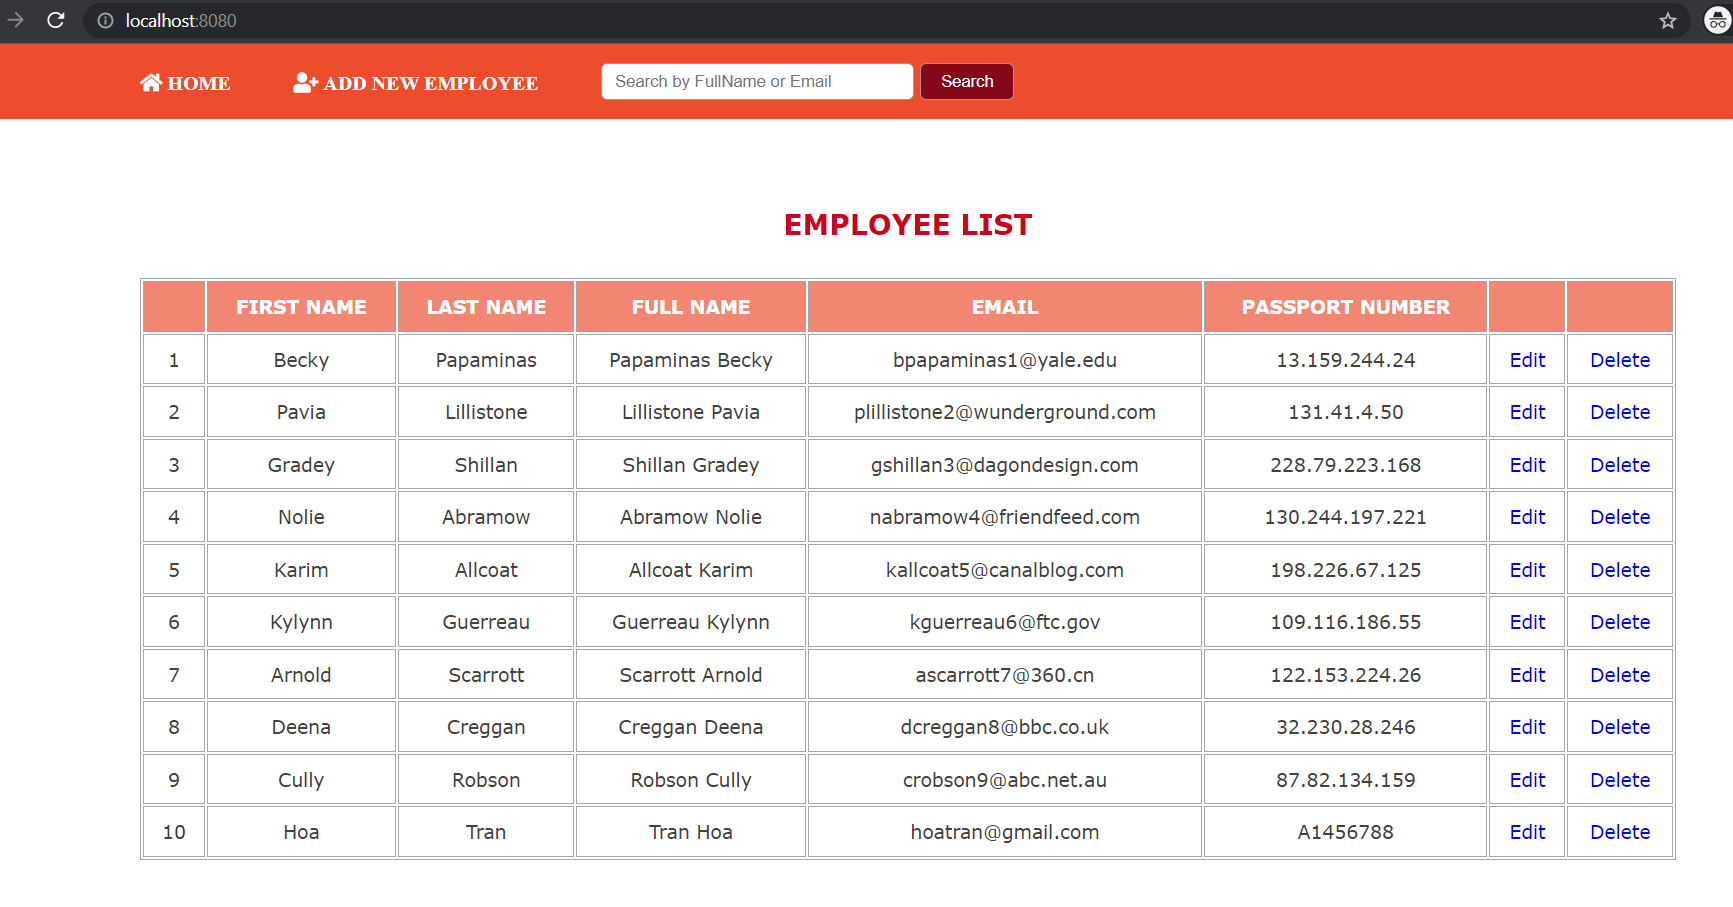 localhost:8080
HOME ADD NEW EMPLOYEE Search by FullName or Email Search
EMPLOYEE LIST
FIRST NAME LAST NAME FULL NAME EMAIL PASSPORT NUMBER
1 Becky Papaminas Papaminas Becky bpapaminas1@yale.edu 13.159.244.24 Edit Delete
2 Pavia Lillistone Lillistone Pavia plillistone2@wunderground.com 131.41.4.50 Edit Delete
3 Gradey Shillan Shillan Gradey gshillan3@dagondesign.com 228.79.223.168 Edit Delete
4 Nolie Abramow Abramow Nolie nabramow4@friendfeed.com 130.244.197.221 Edit Delete
5 Karim Allcoat Allcoat Karim kallcoat5@canalblog.com 198.226.67.125 Edit Delete
6 Kylynn Guerreau Guerreau Kylynn kguerreau6@ftc.gov 109.116.186.55 Edit Delete
7 Arnold Scarrott Scarrott Arnold ascarrott7@360.cn 122.153.224.26 Edit Delete
8 Deena Creggan Creggan Deena dcreggan8@bbc.co.uk 32.230.28.246 Edit Delete
9 Cully Robson Robson Cully crobson9@abc.net.au 87.82.134.159 Edit Delete
10 Hoa Tran Tran Hoa hoatran@gmail.com A1456788 Edit Delete